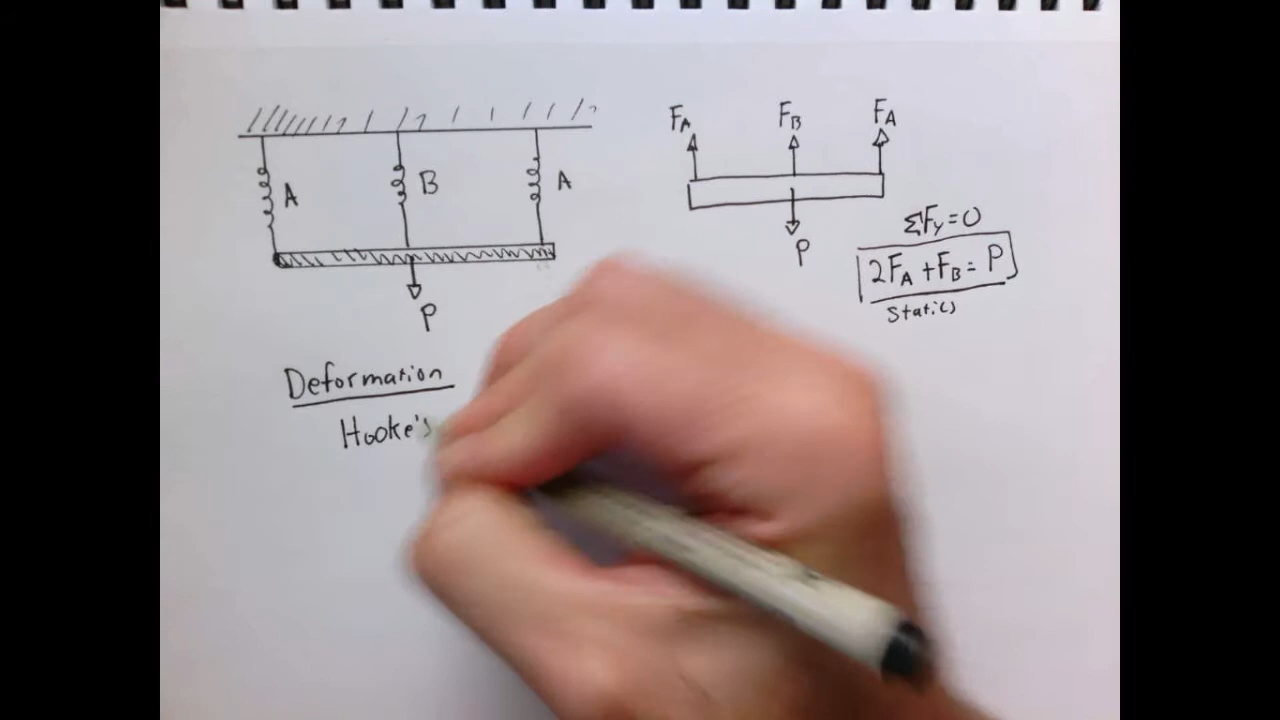 A
B
A
P
F_A
F_B
F_A
P
ΣF_y=0
2F_A + F_B = P
Statics
Deformation
Hooke's